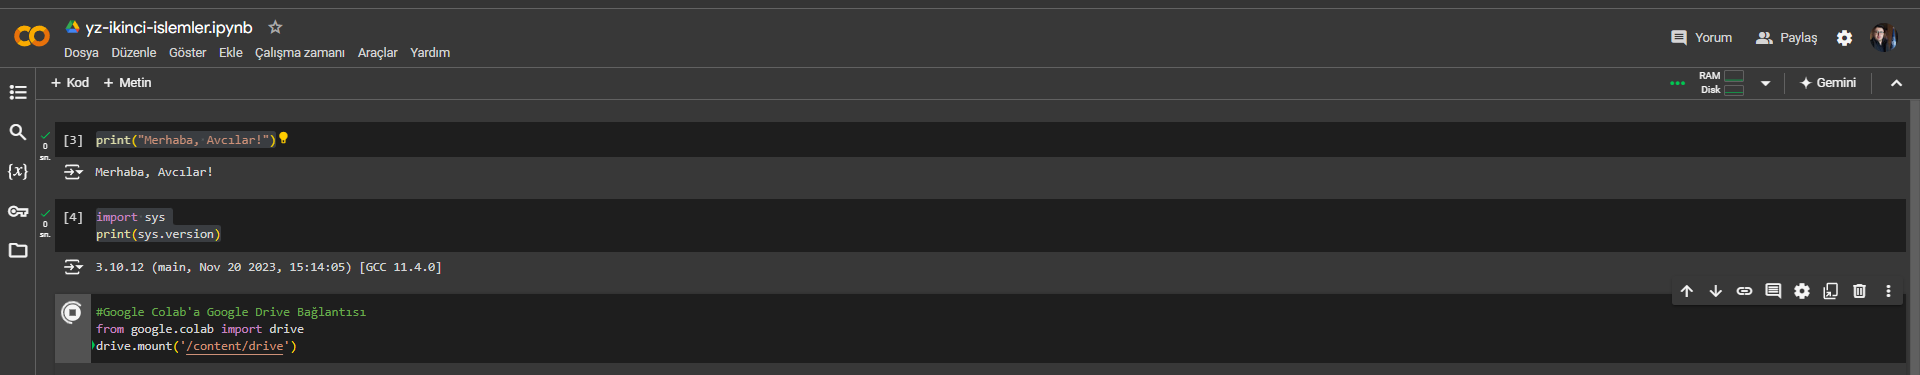 yz-ikinci-islemler.ipynb
Dosya Düzenle Göster Ekle Çalışma zamanı Araçlar Yardım
Yorum Paylaş
+ Kod + Metin
RAM
Disk
Gemini
0
sn.
[3] print("Merhaba, Avcılar!")
Merhaba, Avcılar!
0
sn.
[4] import sys
print(sys.version)
3.10.12 (main, Nov 20 2023, 15:14:05) [GCC 11.4.0]
#Google Colab'a Google Drive Bağlantısı
from google.colab import drive
drive.mount('/content/drive')